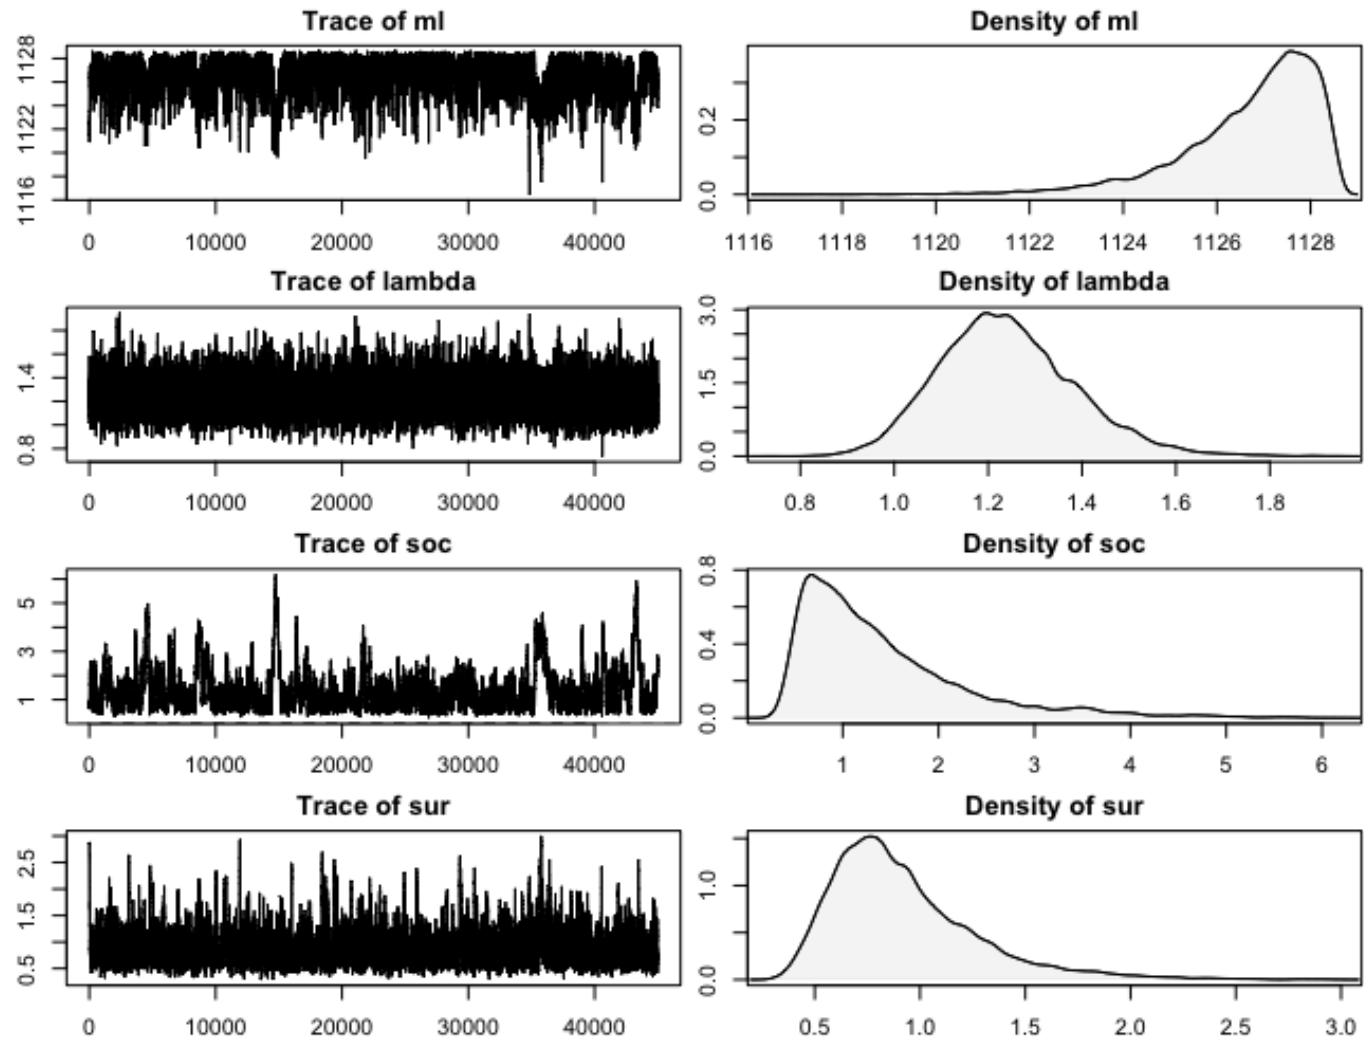 Trace of ml
1128
1122
1116
0 10000 20000 30000 40000
Density of ml
0.2
0.0
1116 1118 1120 1122 1124 1126 1128
Trace of lambda
1.4
0.8
0 10000 20000 30000 40000
Density of lambda
3.0
1.5
0.0
0.8 1.0 1.2 1.4 1.6 1.8
Trace of soc
5
3
1
0 10000 20000 30000 40000
Density of soc
0.8
0.4
0.0
1 2 3 4 5 6
Trace of sur
2.5
1.5
0.5
0 10000 20000 30000 40000
Density of sur
1.0
0.0
0.5 1.0 1.5 2.0 2.5 3.0